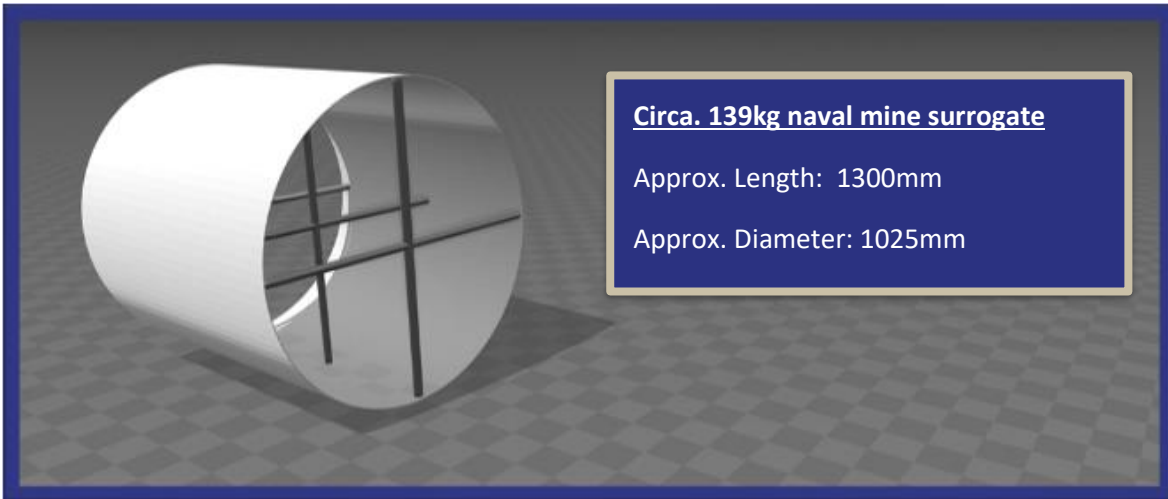 Circa. 139kg naval mine surrogate
Approx. Length: 1300mm
Approx. Diameter: 1025mm